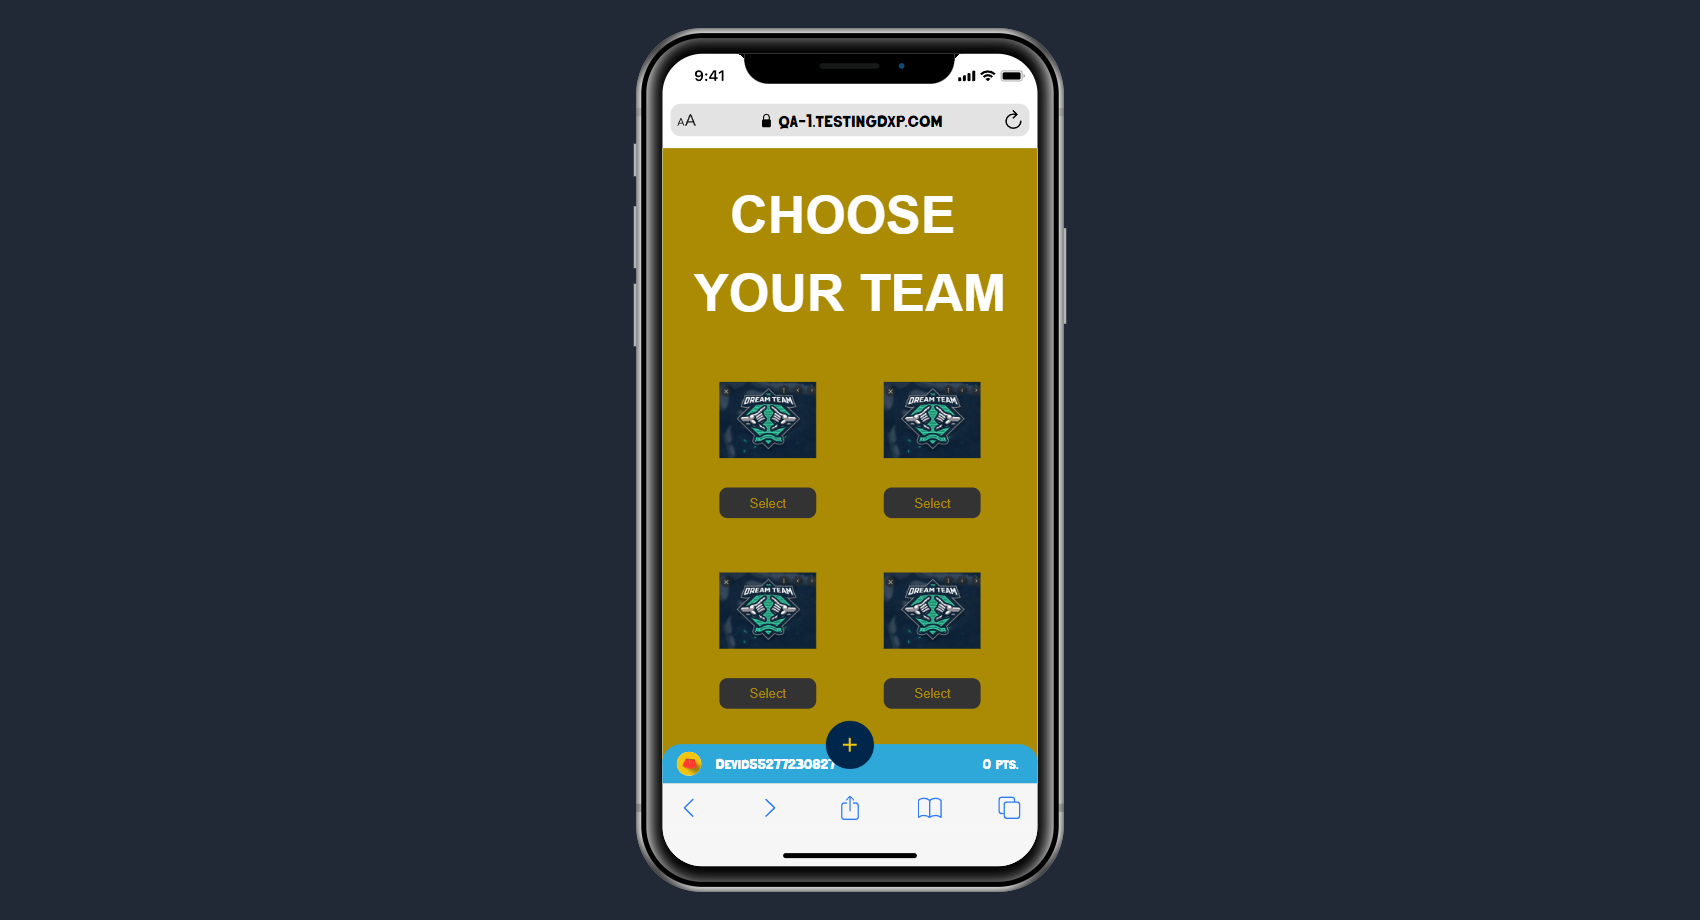 9:41
AA
QA-1.TESTINGDXP.COM
CHOOSE
YOUR TEAM
DREAM TEAM
DREAM TEAM
Select
Select
DREAM TEAM
DREAM TEAM
Select
Select
+
DEVID55277230827
0 PTS.